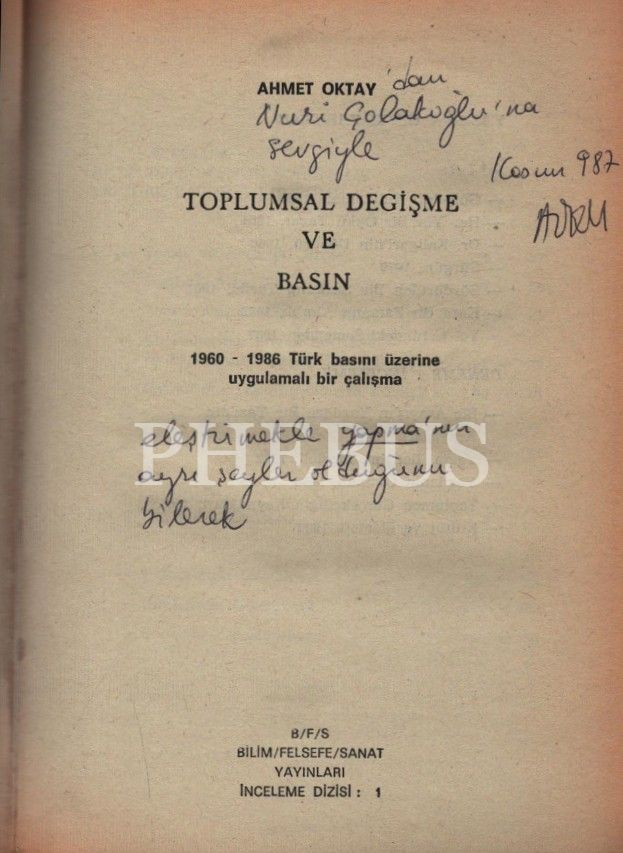 AHMET OKTAY 'dan
Nuri Çolakoğlu'na
sevgiyle
Kasım 987
TOPLUMSAL DEGİŞME
VE
BASIN
1960 - 1986 Türk basını üzerine
uygulamalı bir çalışma
eleştirmekle yapma'nın
ayrı şeyler olduğunu
bilerek
PHEBUS
B/F/S
BİLİM/FELSEFE/SANAT
YAYINLARI
İNCELEME DİZİSİ : 1